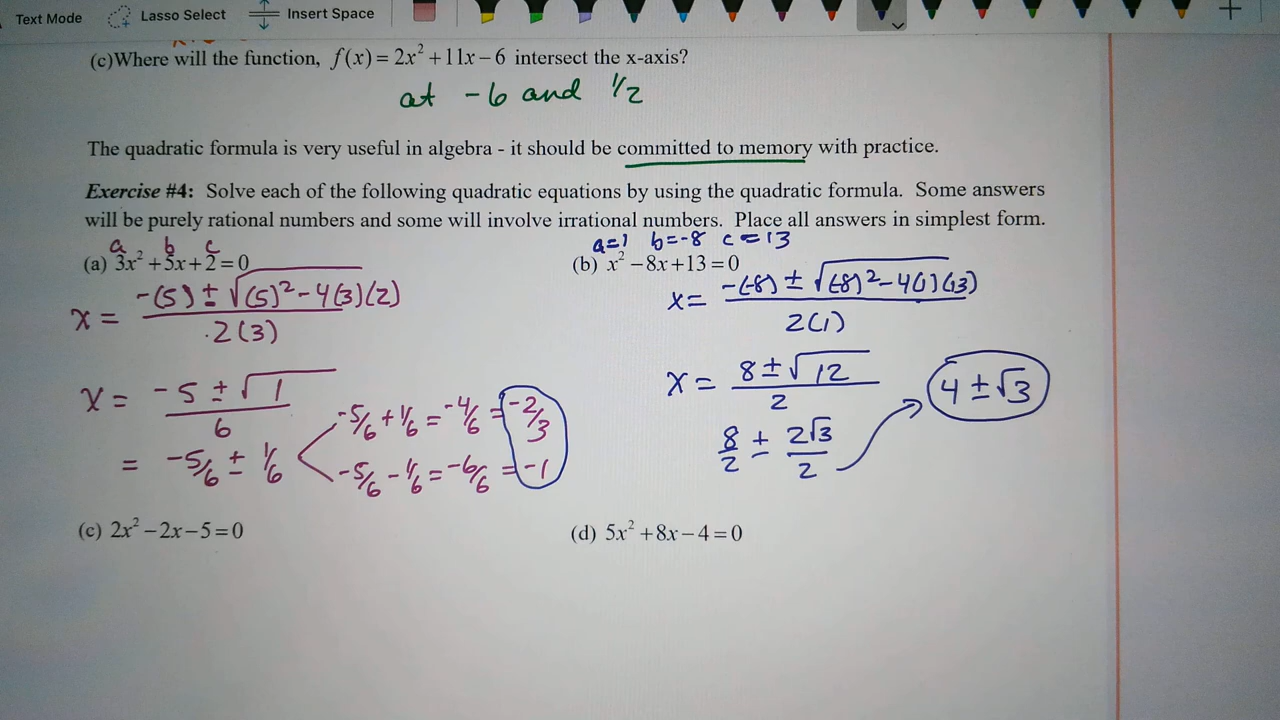 Text Mode Lasso Select Insert Space
(c)Where will the function, f(x) = 2x² + 11x − 6 intersect the x-axis?
at -6 and 1/2
The quadratic formula is very useful in algebra - it should be committed to memory with practice.
Exercise #4: Solve each of the following quadratic equations by using the quadratic formula. Some answers
will be purely rational numbers and some will involve irrational numbers. Place all answers in simplest form.
a b c
(a) 3x² + 5x + 2 = 0
x = (-(5) ± √((5)² - 4(3)(2))) / 2(3)
x = (-5 ± √1) / 6
= -5/6 ± 1/6
-5/6 + 1/6 = -4/6 = -2/3
-5/6 - 1/6 = -6/6 = -1
a=1 b=-8 c=13
(b) x² − 8x + 13 = 0
x = (-(-8) ± √((-8)² - 4(1)(13))) / 2(1)
x = (8 ± √12) / 2
8/2 ± 2√3/2
4 ± √3
(c) 2x² − 2x − 5 = 0
(d) 5x² + 8x − 4 = 0